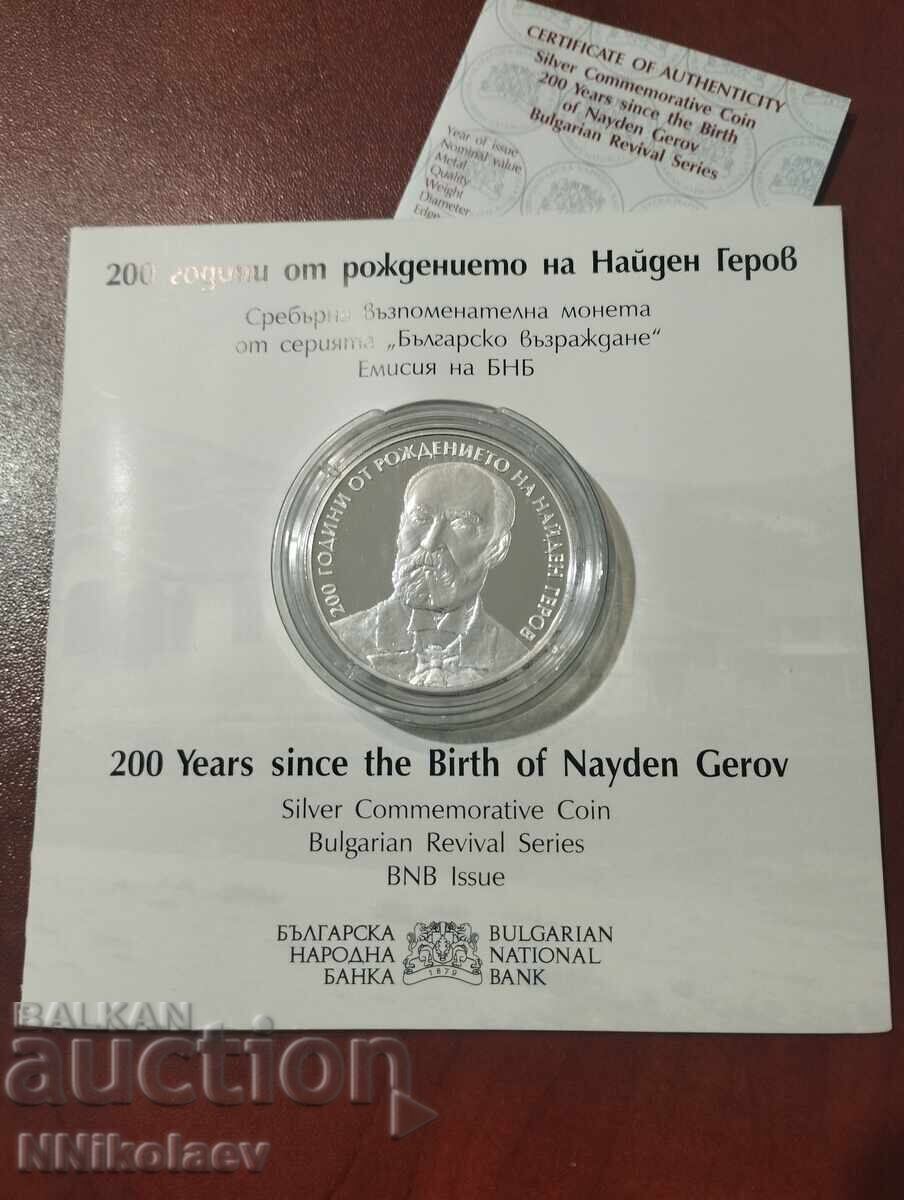 CERTIFICATE OF AUTHENTICITY
Silver Commemorative Coin
200 Years since the Birth
of Nayden Gerov
Bulgarian Revival Series
Year of issue
Nominal value
Metal
Quality
Weight
Diameter
Edge
200 години от рождението на Найден Геров
Сребърна възпоменателна монета
от серията „Българско възраждане“
Емисия на БНБ
200 ГОДИНИ ОТ РОЖДЕНИЕТО НА НАЙДЕН ГЕРОВ
200 Years since the Birth of Nayden Gerov
Silver Commemorative Coin
Bulgarian Revival Series
BNB Issue
БЪЛГАРСКА
НАРОДНА
БАНКА
1879
BULGARIAN
NATIONAL
BANK
BALKAN
auction
NNikolaev